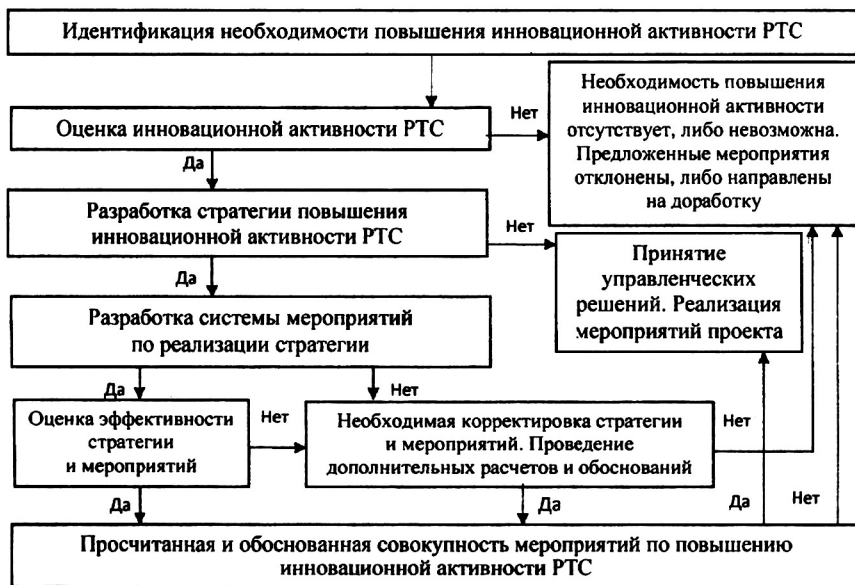 Идентификация необходимости повышения инновационной активности РТС
Необходимость повышения
инновационной активности
отсутствует, либо невозможна.
Предложенные мероприятия
отклонены, либо направлены
на доработку
Нет
Оценка инновационной активности РТС
Да
Разработка стратегии повышения
инновационной активности РТС
Нет
Принятие
управленческих
решений. Реализация
мероприятий проекта
Да
Разработка системы мероприятий
по реализации стратегии
Да
Нет
Оценка эффективности
стратегии
и мероприятий
Нет
Необходимая корректировка стратегии
и мероприятий. Проведение
дополнительных расчетов и обоснований
Нет
Да
Да
Да
Нет
Просчитанная и обоснованная совокупность мероприятий по повышению
инновационной активности РТС